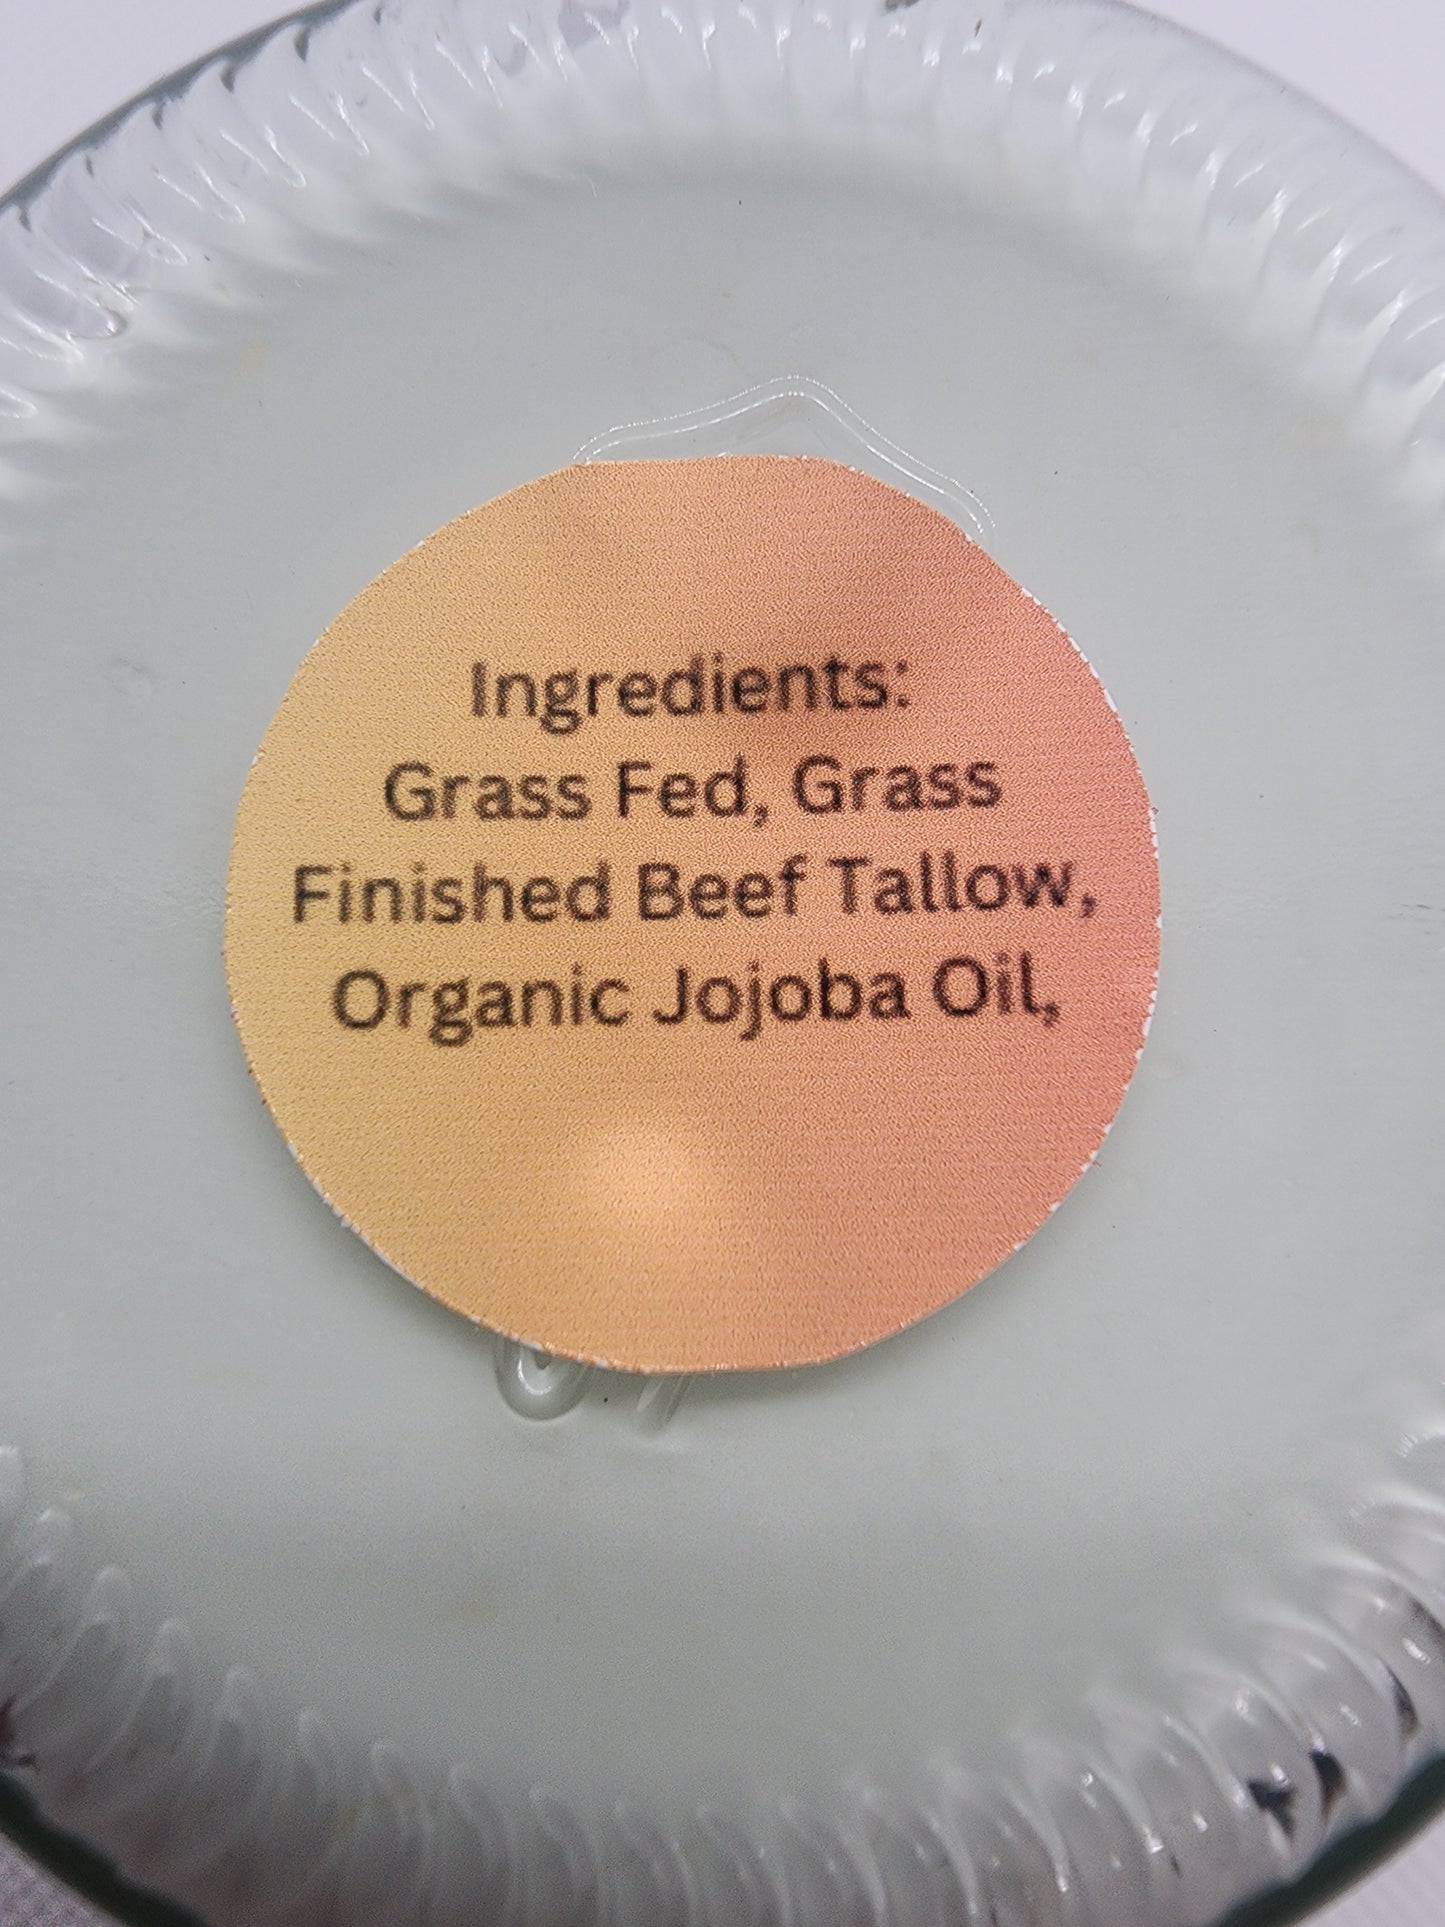 Ingredients:
Grass Fed, Grass
Finished Beef Tallow,
Organic Jojoba Oil,